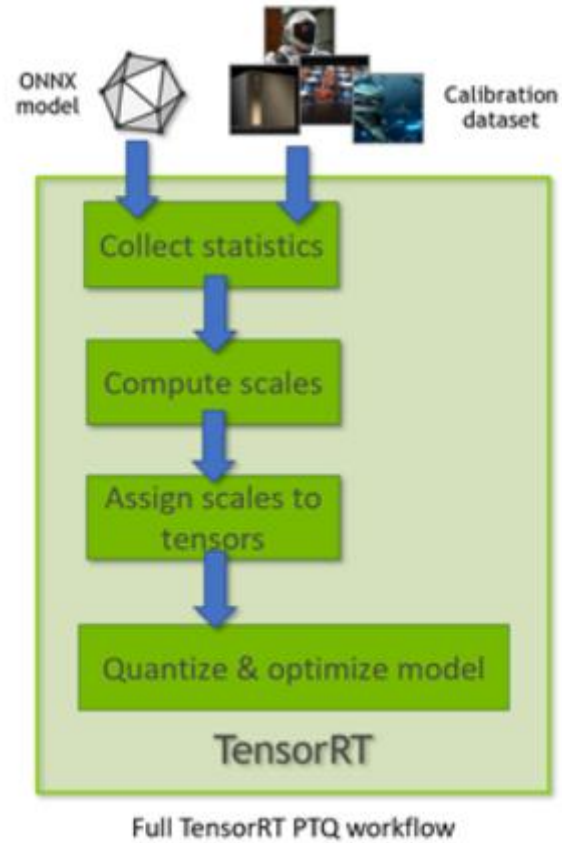 ONNX
model
Calibration
dataset
Collect statistics
Compute scales
Assign scales to
tensors
Quantize & optimize model
TensorRT
Full TensorRT PTQ workflow